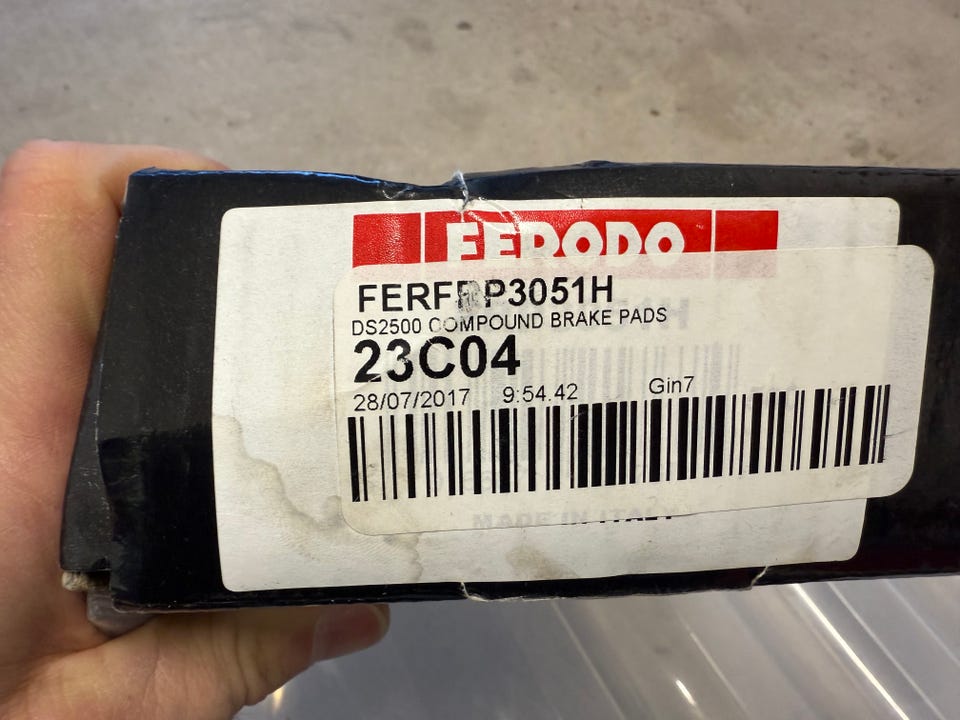 FERODO
FERFRP3051H
DS2500 COMPOUND BRAKE PADS
23C04
28/07/2017 9:54.42 Gin7
MADE IN ITALY